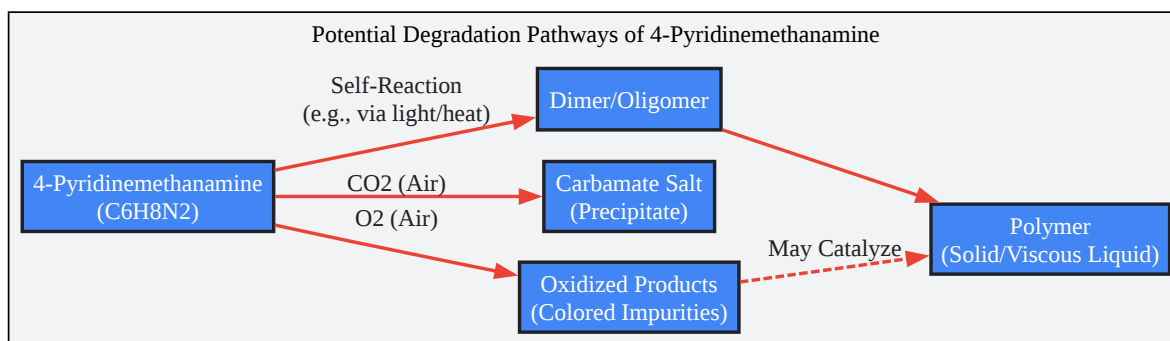 Potential Degradation Pathways of 4-Pyridinemethanamine
Self-Reaction
(e.g., via light/heat)
Dimer/Oligomer
4-Pyridinemethanamine
(C6H8N2)
CO2 (Air)
Carbamate Salt
(Precipitate)
O2 (Air)
Oxidized Products
(Colored Impurities)
May Catalyze
Polymer
(Solid/Viscous Liquid)